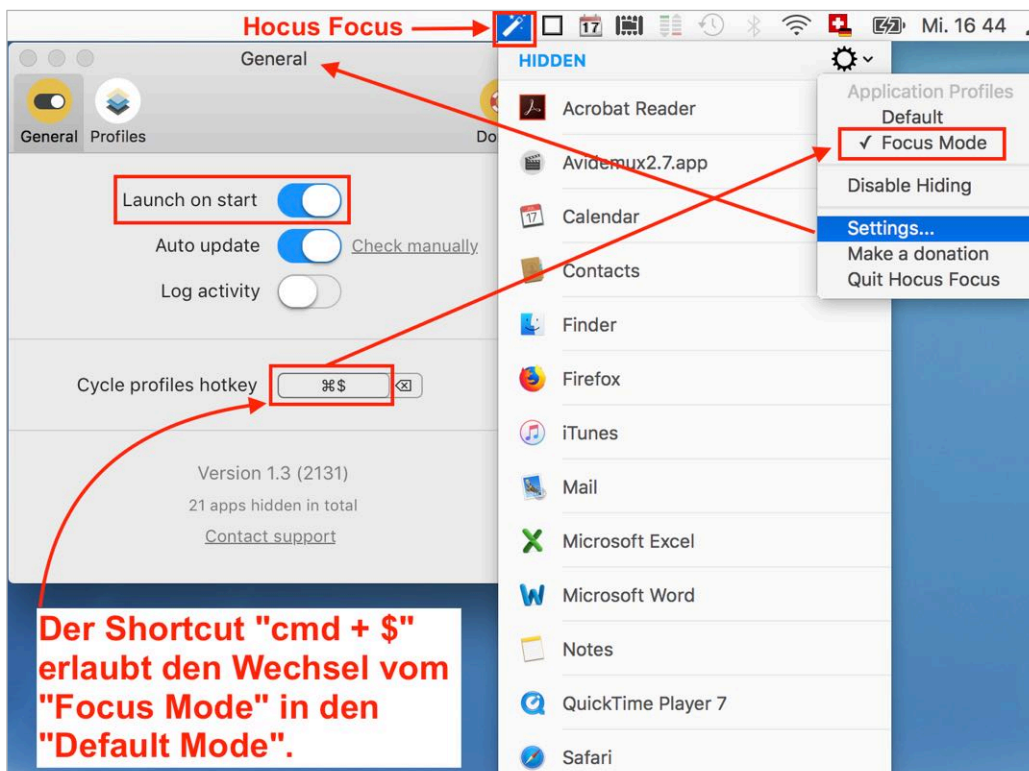 Hocus Focus
17
Mi. 16 44
General
General
Profiles
Do
Launch on start
Auto update
Check manually
Log activity
Cycle profiles hotkey
⌘$
Version 1.3 (2131)
21 apps hidden in total
Contact support
Der Shortcut "cmd + $"
erlaubt den Wechsel vom
"Focus Mode" in den
"Default Mode".
HIDDEN
Acrobat Reader
Avidemux2.7.app
17
Calendar
Contacts
Finder
Firefox
iTunes
Mail
Microsoft Excel
Microsoft Word
Notes
QuickTime Player 7
Safari
Application Profiles
Default
✓ Focus Mode
Disable Hiding
Settings...
Make a donation
Quit Hocus Focus